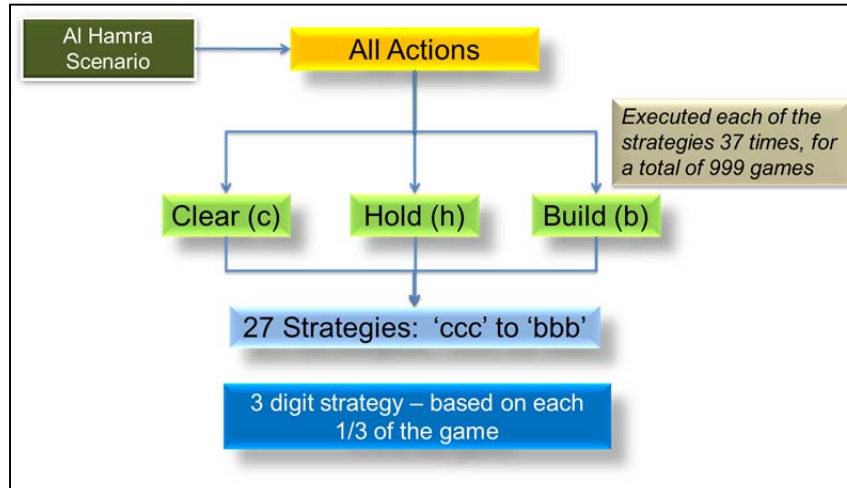 Al Hamra
Scenario
All Actions
Executed each of the
strategies 37 times, for
a total of 999 games
Clear (c)
Hold (h)
Build (b)
27 Strategies: ‘ccc’ to ‘bbb’
3 digit strategy – based on each
1/3 of the game